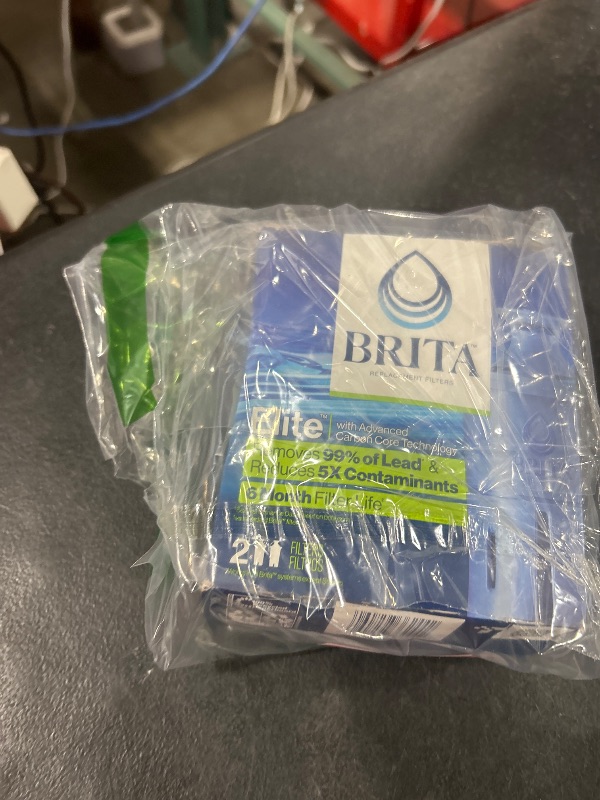 BRITA
REPLACEMENT FILTERS
Elite™
with Advanced
Carbon Core Technology
Removes 99% of Lead &
Reduces 5X Contaminants
6 Month Filter Life
2
FILTERS
FILTROS